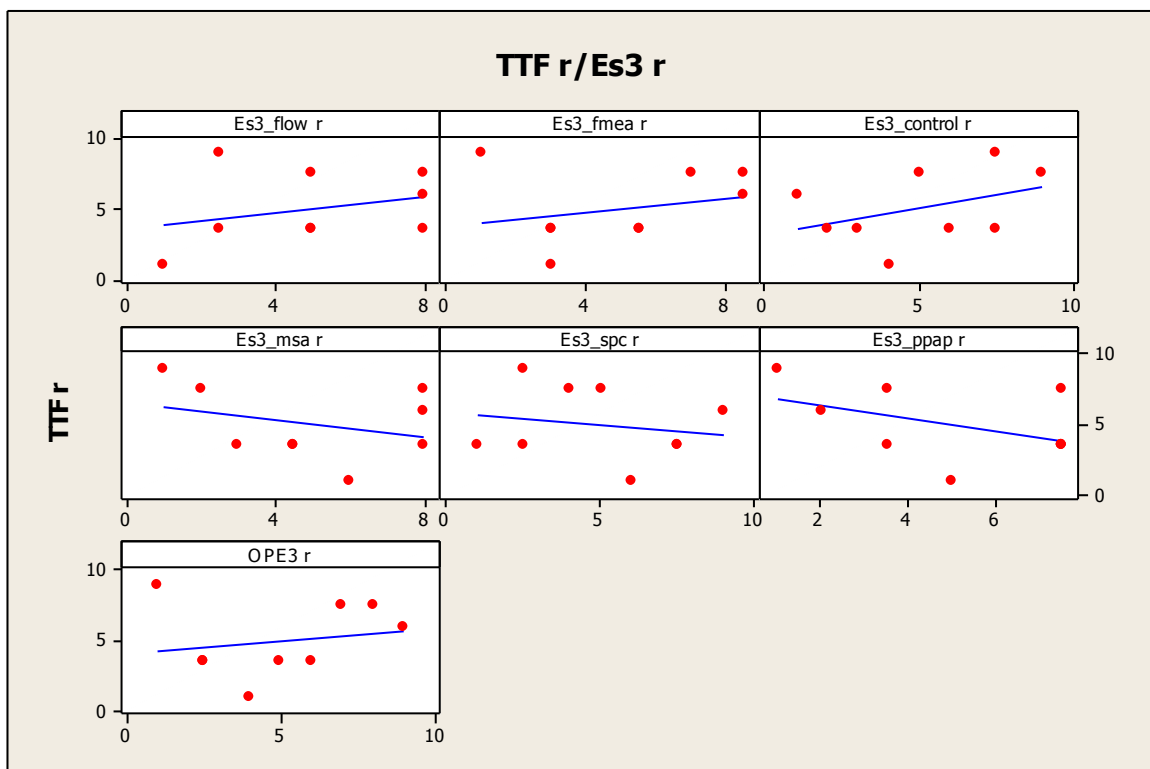 TTF r/Es3 r
Es3_flow r Es3_fmea r Es3_control r
10
5
0
0 4 8 0 4 8 0 5 10
Es3_msa r Es3_spc r Es3_ppap r
10
5
0
0 4 8 0 5 10 2 4 6
TTF r
OPE3 r
10
5
0
0 5 10